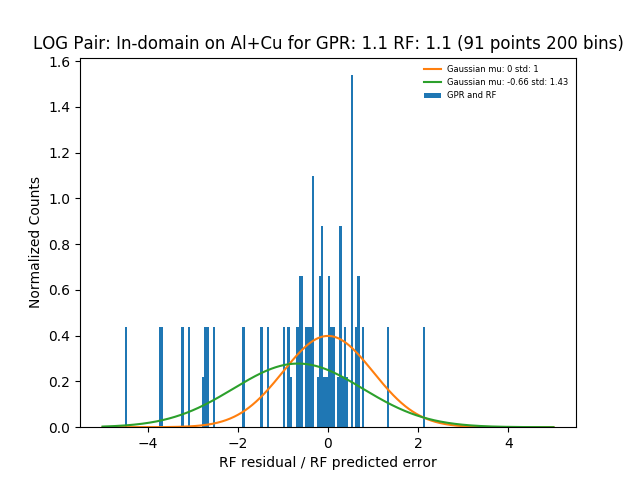 LOG Pair: In-domain on Al+Cu for GPR: 1.1 RF: 1.1 (91 points 200 bins)
Gaussian mu: 0 std: 1
Gaussian mu: -0.66 std: 1.43
GPR and RF
Normalized Counts
1.6
1.4
1.2
1.0
0.8
0.6
0.4
0.2
0.0
−4 −2 0 2 4
RF residual / RF predicted error